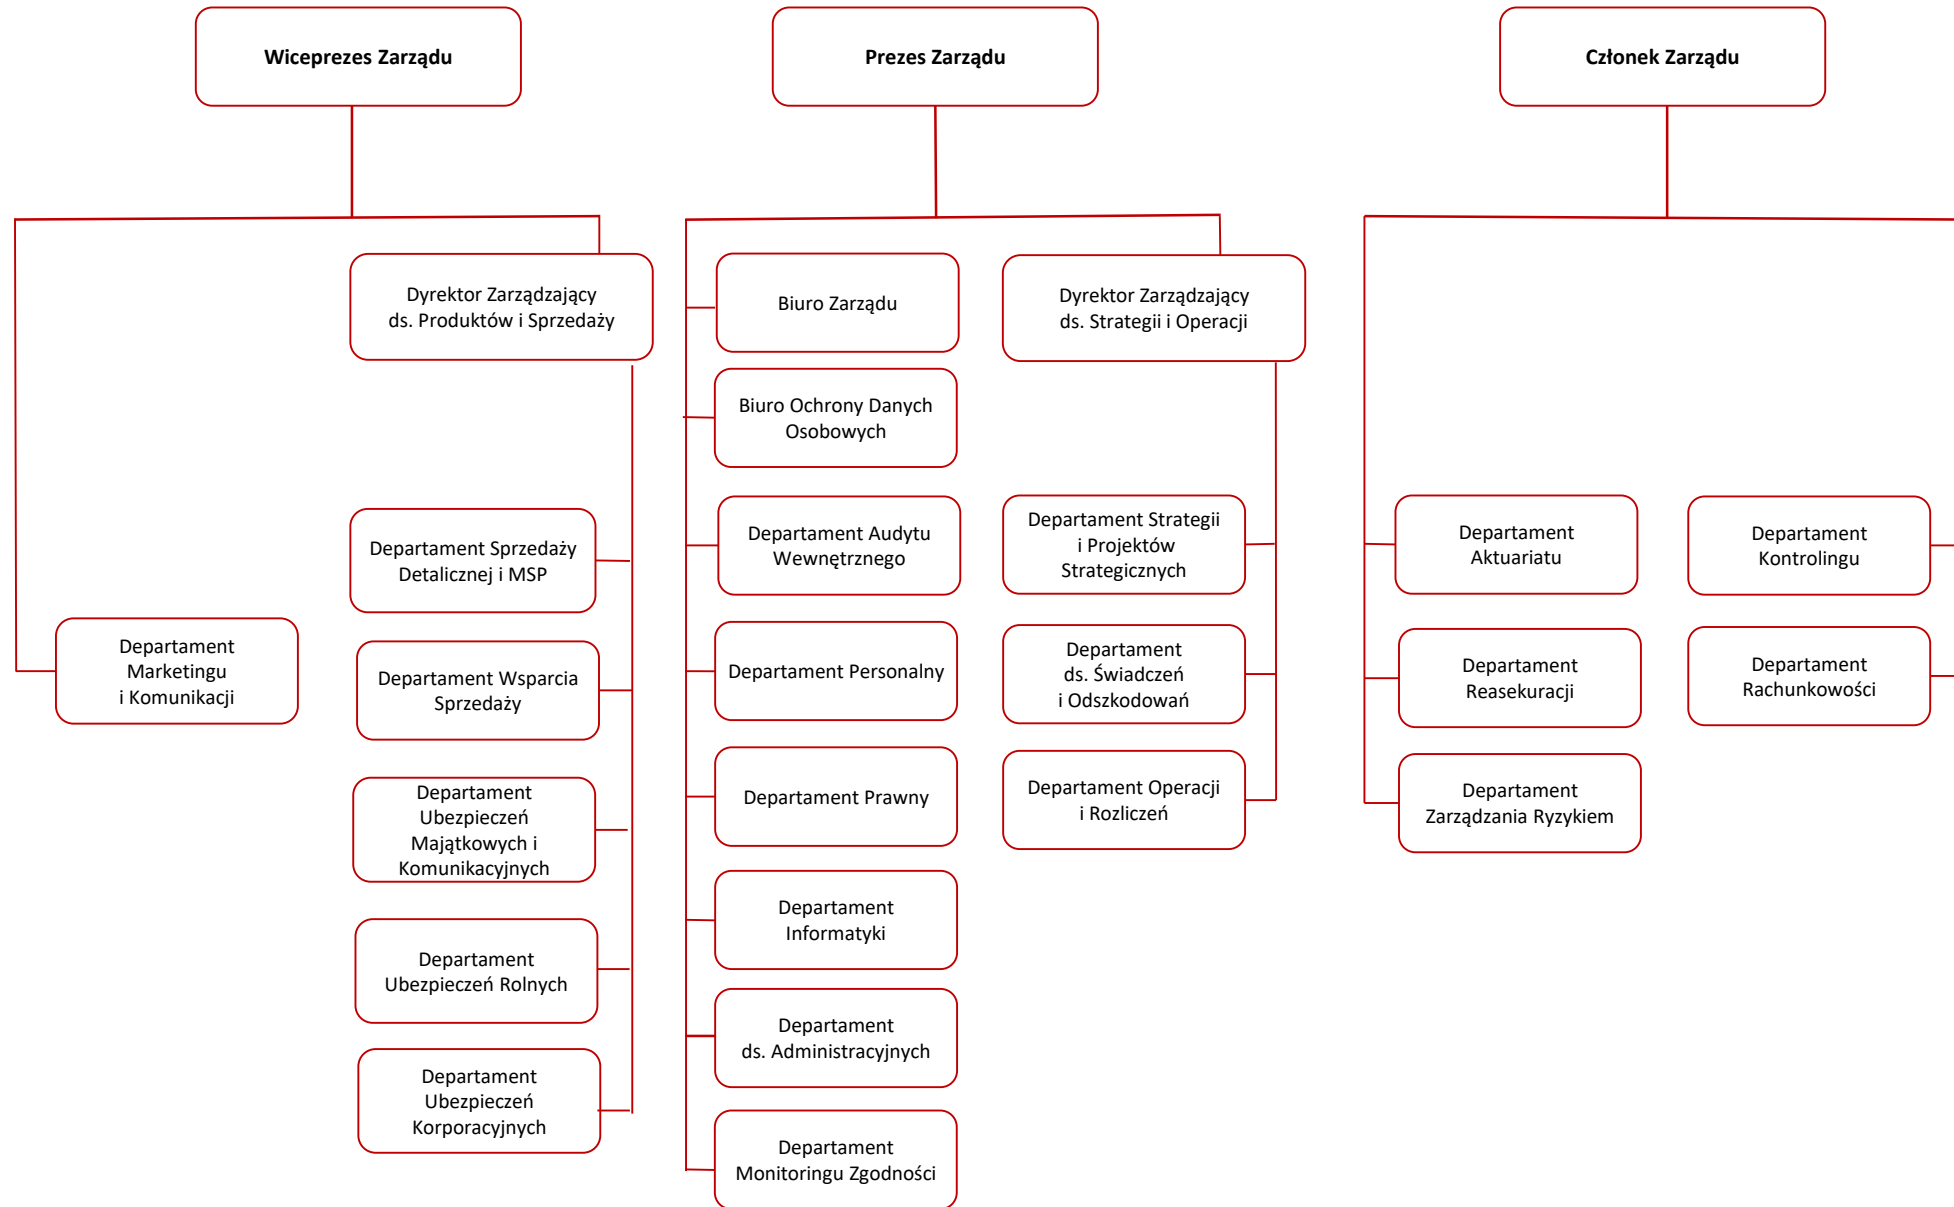 Wiceprezes Zarządu
Prezes Zarządu
Członek Zarządu
Dyrektor Zarządzający
ds. Produktów i Sprzedaży
Departament Sprzedaży
Detalicznej i MSP
Departament
Marketingu
i Komunikacji
Departament Wsparcia
Sprzedaży
Departament
Ubezpieczeń
Majątkowych i
Komunikacyjnych
Departament
Ubezpieczeń Rolnych
Departament
Ubezpieczeń
Korporacyjnych
Biuro Zarządu
Biuro Ochrony Danych
Osobowych
Departament Audytu
Wewnętrznego
Departament Personalny
Departament Prawny
Departament
Informatyki
Departament
ds. Administracyjnych
Departament
Monitoringu Zgodności
Dyrektor Zarządzający
ds. Strategii i Operacji
Departament Strategii
i Projektów
Strategicznych
Departament
ds. Świadczeń
i Odszkodowań
Departament Operacji
i Rozliczeń
Departament
Aktuariatu
Departament
Reasekuracji
Departament
Zarządzania Ryzykiem
Departament
Kontrolingu
Departament
Rachunkowości